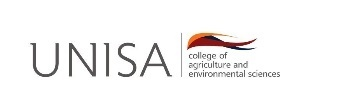 UNISA
college of
agriculture and
environmental sciences